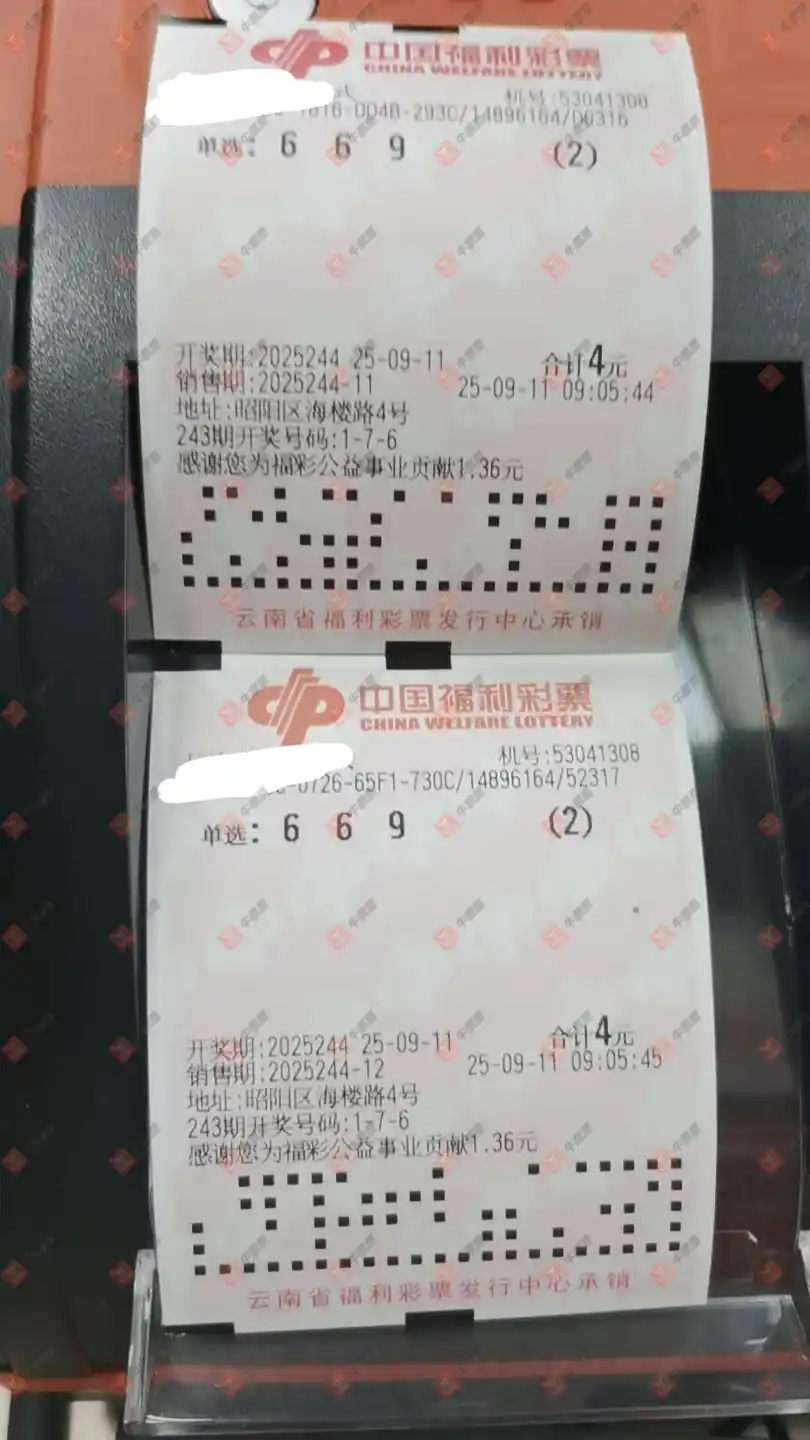 中国福利彩票
CHINA WELFARE LOTTERY
机号:53041308
1616-DD4B-293C/14896164/D0316
单选: 6 6 9 (2)
开奖期:2025244 25-09-11 合计4元
销售期:2025244-11 25-09-11 09:05:44
地址:昭阳区海楼路4号
243期开奖号码:1-7-6
感谢您为福彩公益事业贡献1.36元
云南省福利彩票发行中心承销
中国福利彩票
CHINA WELFARE LOTTERY
机号:53041308
-0726-65F1-730C/14896164/52317
单选: 6 6 9 (2)
开奖期:2025244 25-09-11 合计4元
销售期:2025244-12 25-09-11 09:05:45
地址:昭阳区海楼路4号
243期开奖号码:1-7-6
感谢您为福彩公益事业贡献1.36元
云南省福利彩票发行中心承销